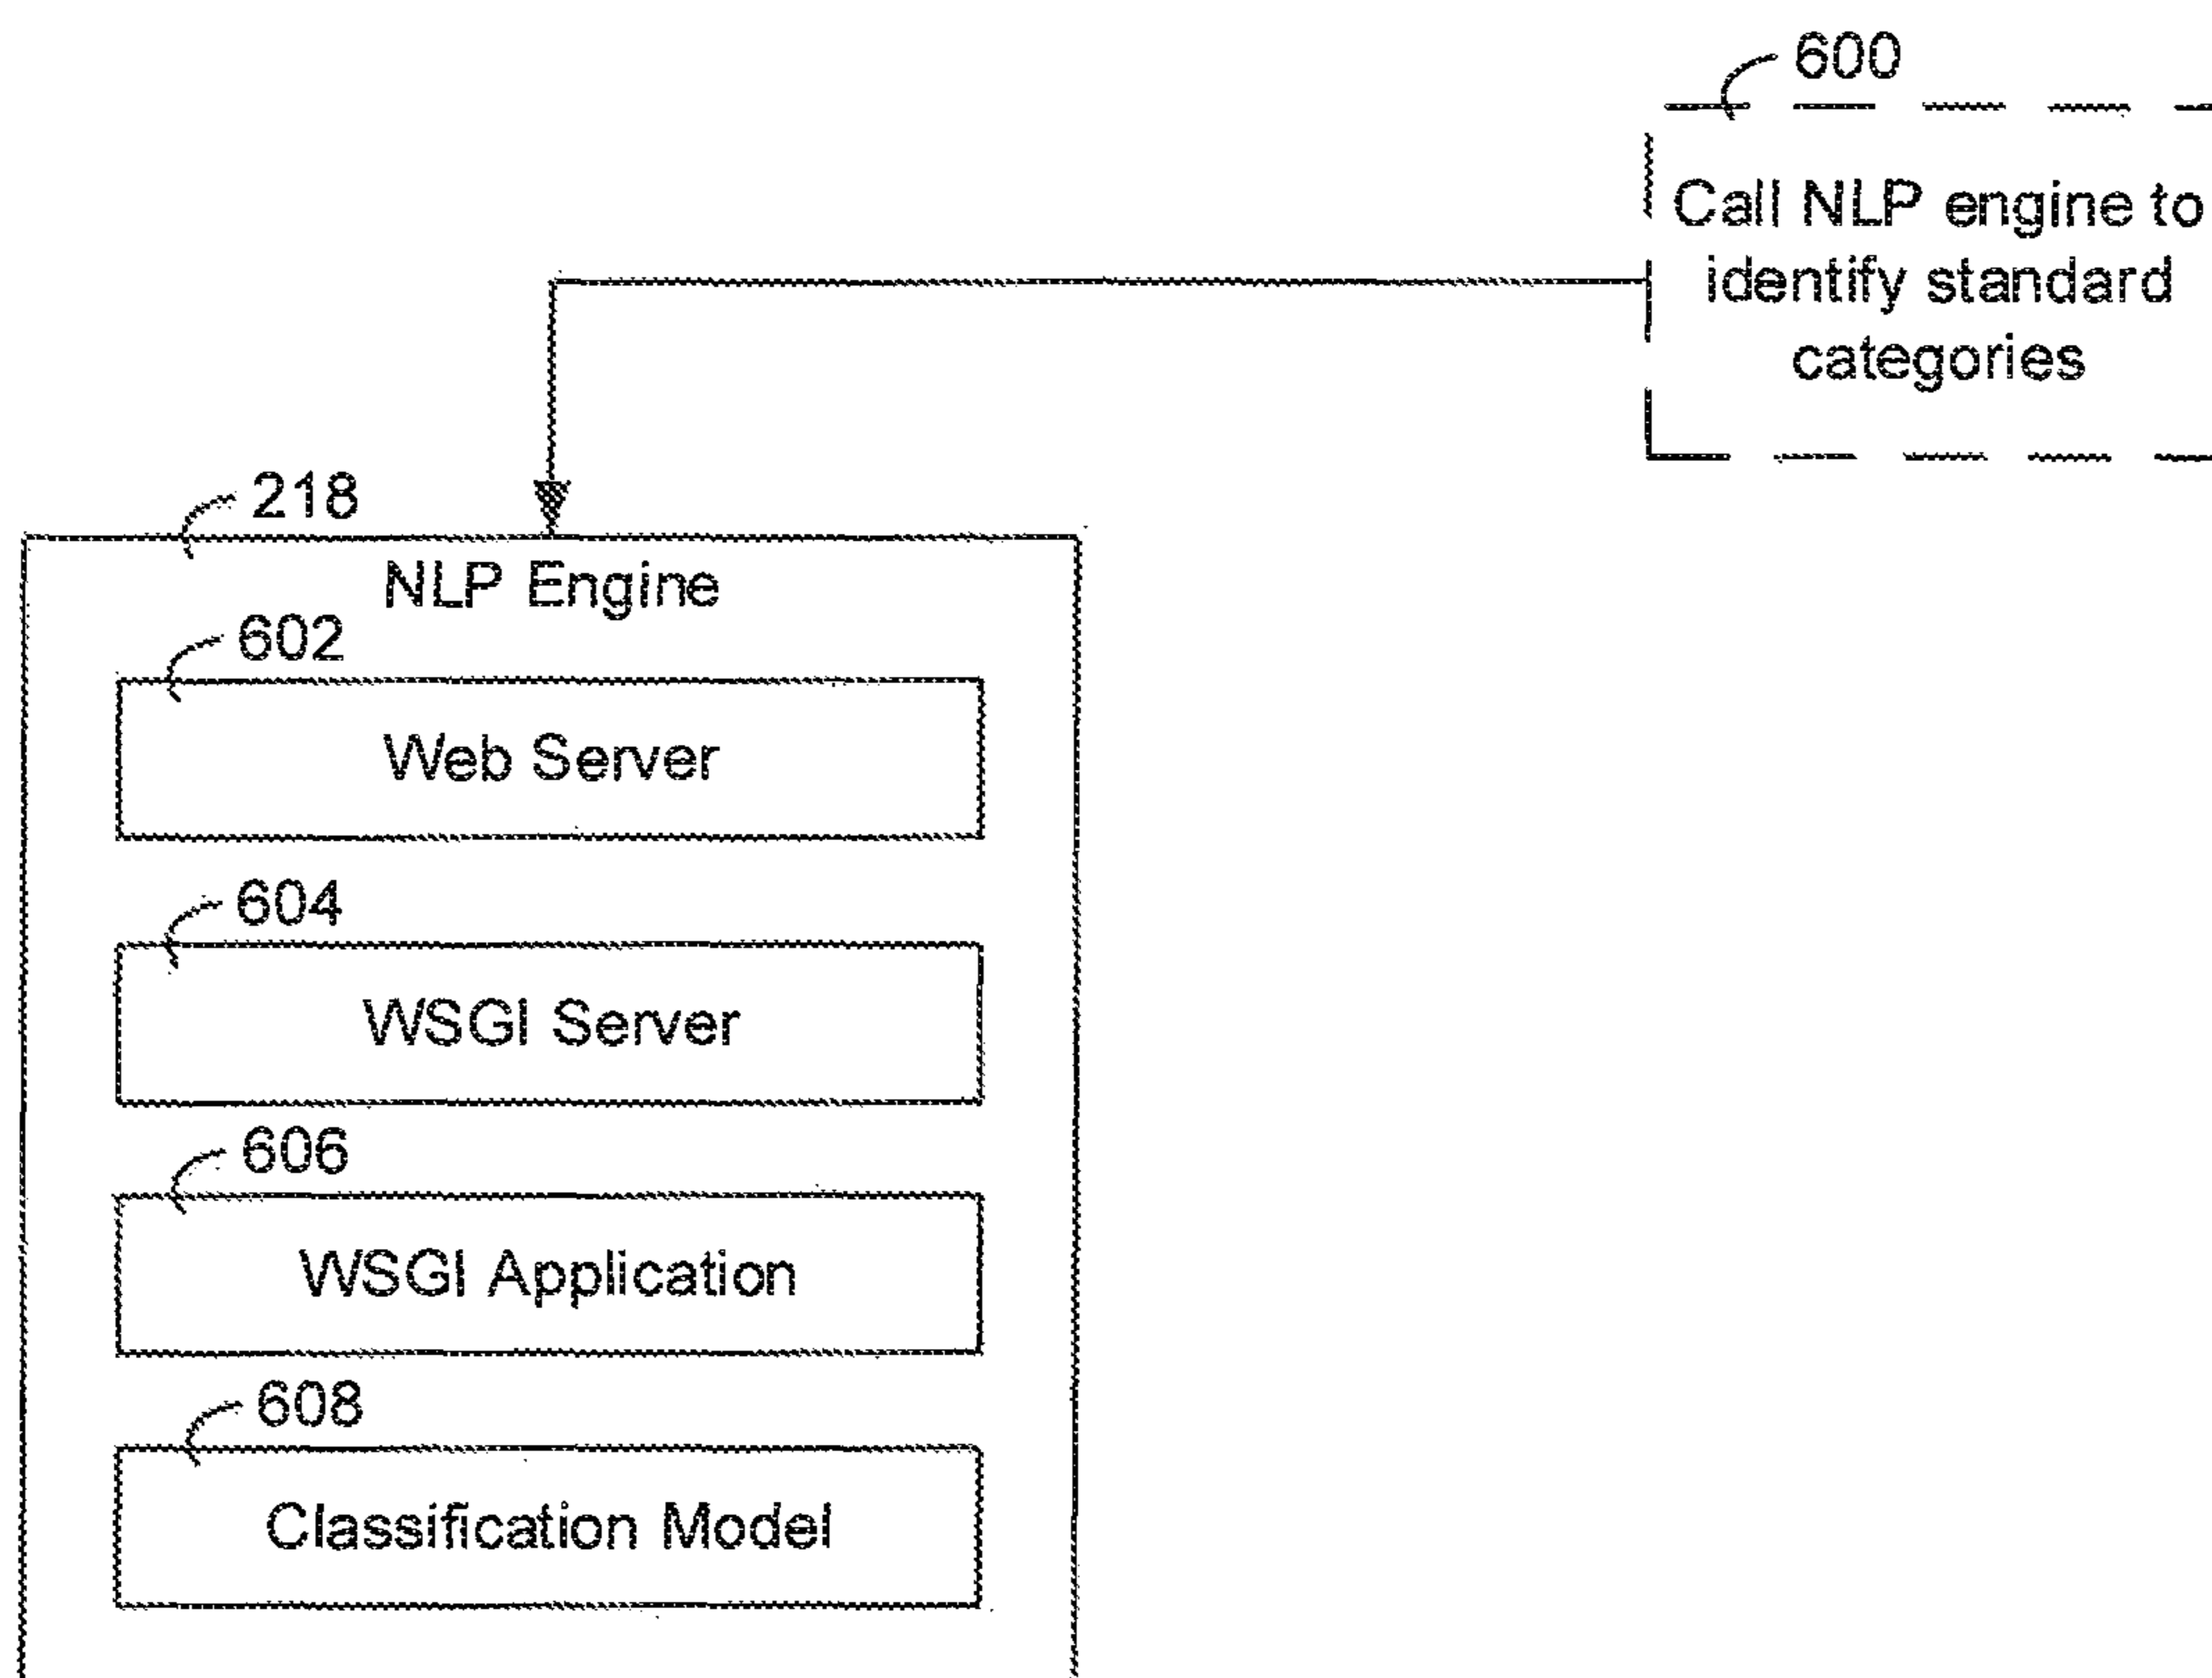 600
Call NLP engine to
identify standard
categories
218
NLP Engine
602
Web Server
604
WSGI Server
606
WSGI Application
608
Classification Model